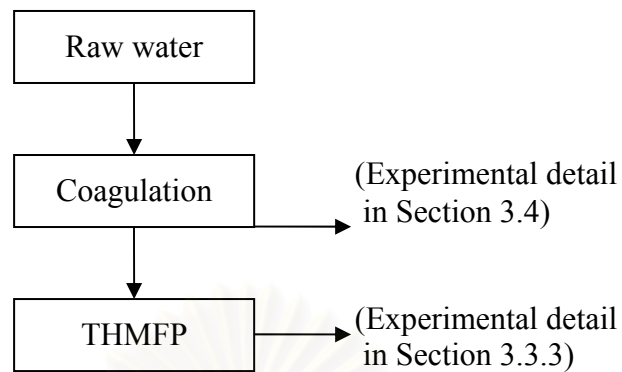 Raw water
Coagulation
(Experimental detail
in Section 3.4)
THMFP
(Experimental detail
in Section 3.3.3)